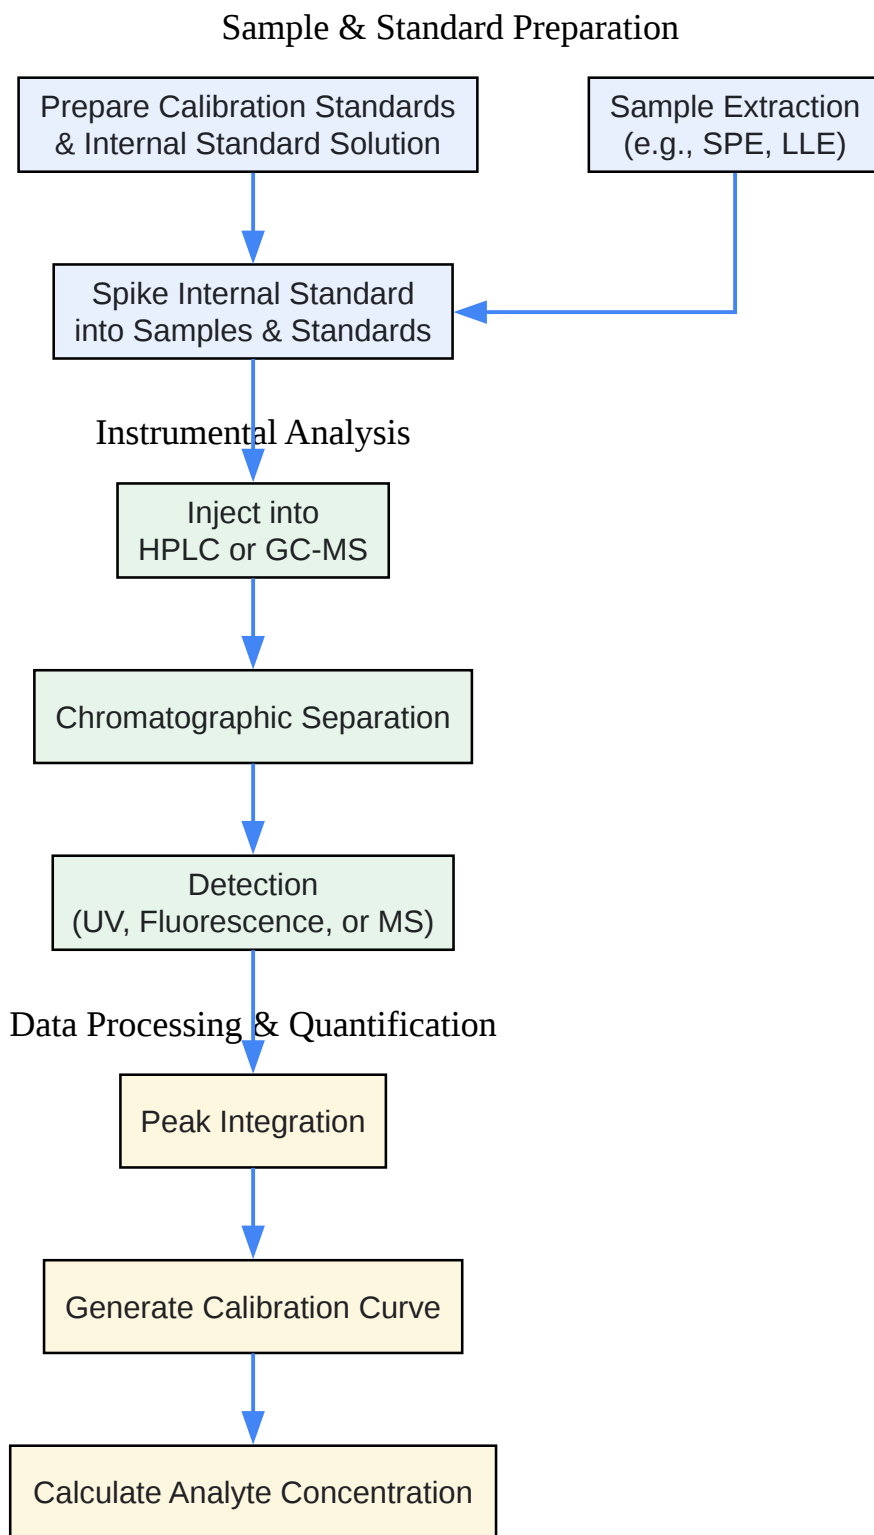 Sample & Standard Preparation
Prepare Calibration Standards
& Internal Standard Solution
Sample Extraction
(e.g., SPE, LLE)
Spike Internal Standard
into Samples & Standards
Instrumental Analysis
Inject into
HPLC or GC-MS
Chromatographic Separation
Detection
(UV, Fluorescence, or MS)
Data Processing & Quantification
Peak Integration
Generate Calibration Curve
Calculate Analyte Concentration